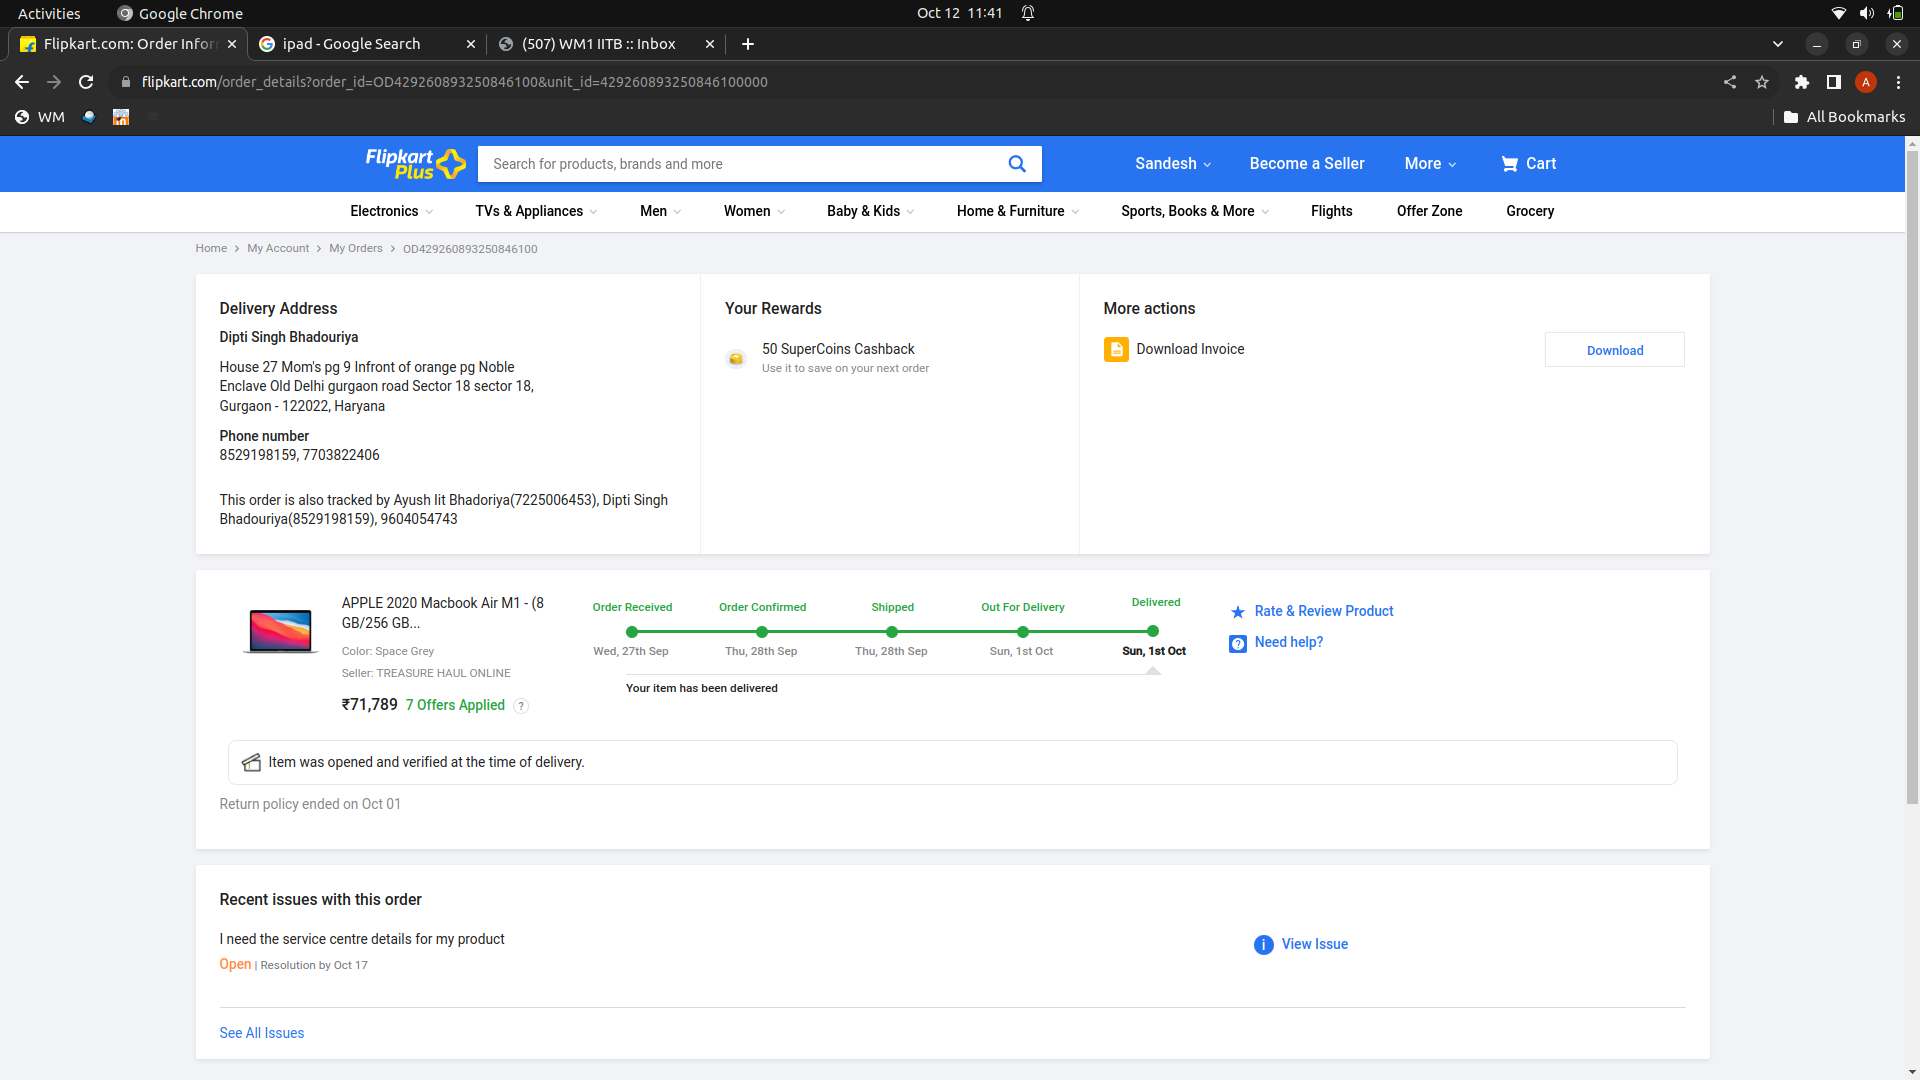 Activities
Google Chrome
Oct 12 11:41
Flipkart.com: Order Infor
ipad - Google Search
(507) WM1 IITB :: Inbox
flipkart.com/order_details?order_id=OD429260893250846100&unit_id=429260893250846100000
A
WM
All Bookmarks
Flipkart
Plus
Search for products, brands and more
Sandesh
Become a Seller
More
Cart
Electronics
TVs & Appliances
Men
Women
Baby & Kids
Home & Furniture
Sports, Books & More
Flights
Offer Zone
Grocery
Home > My Account > My Orders > OD429260893250846100
Delivery Address
Dipti Singh Bhadouriya
House 27 Mom's pg 9 Infront of orange pg Noble
Enclave Old Delhi gurgaon road Sector 18 sector 18,
Gurgaon - 122022, Haryana
Phone number
8529198159, 7703822406
This order is also tracked by Ayush Iit Bhadoriya(7225006453), Dipti Singh
Bhadouriya(8529198159), 9604054743
Your Rewards
50 SuperCoins Cashback
Use it to save on your next order
More actions
Download Invoice
Download
APPLE 2020 Macbook Air M1 - (8
GB/256 GB...
Color: Space Grey
Seller: TREASURE HAUL ONLINE
₹71,789 7 Offers Applied ?
Order Received
Order Confirmed
Shipped
Out For Delivery
Delivered
Wed, 27th Sep
Thu, 28th Sep
Thu, 28th Sep
Sun, 1st Oct
Sun, 1st Oct
Your item has been delivered
Rate & Review Product
Need help?
Item was opened and verified at the time of delivery.
Return policy ended on Oct 01
Recent issues with this order
I need the service centre details for my product
Open | Resolution by Oct 17
View Issue
See All Issues